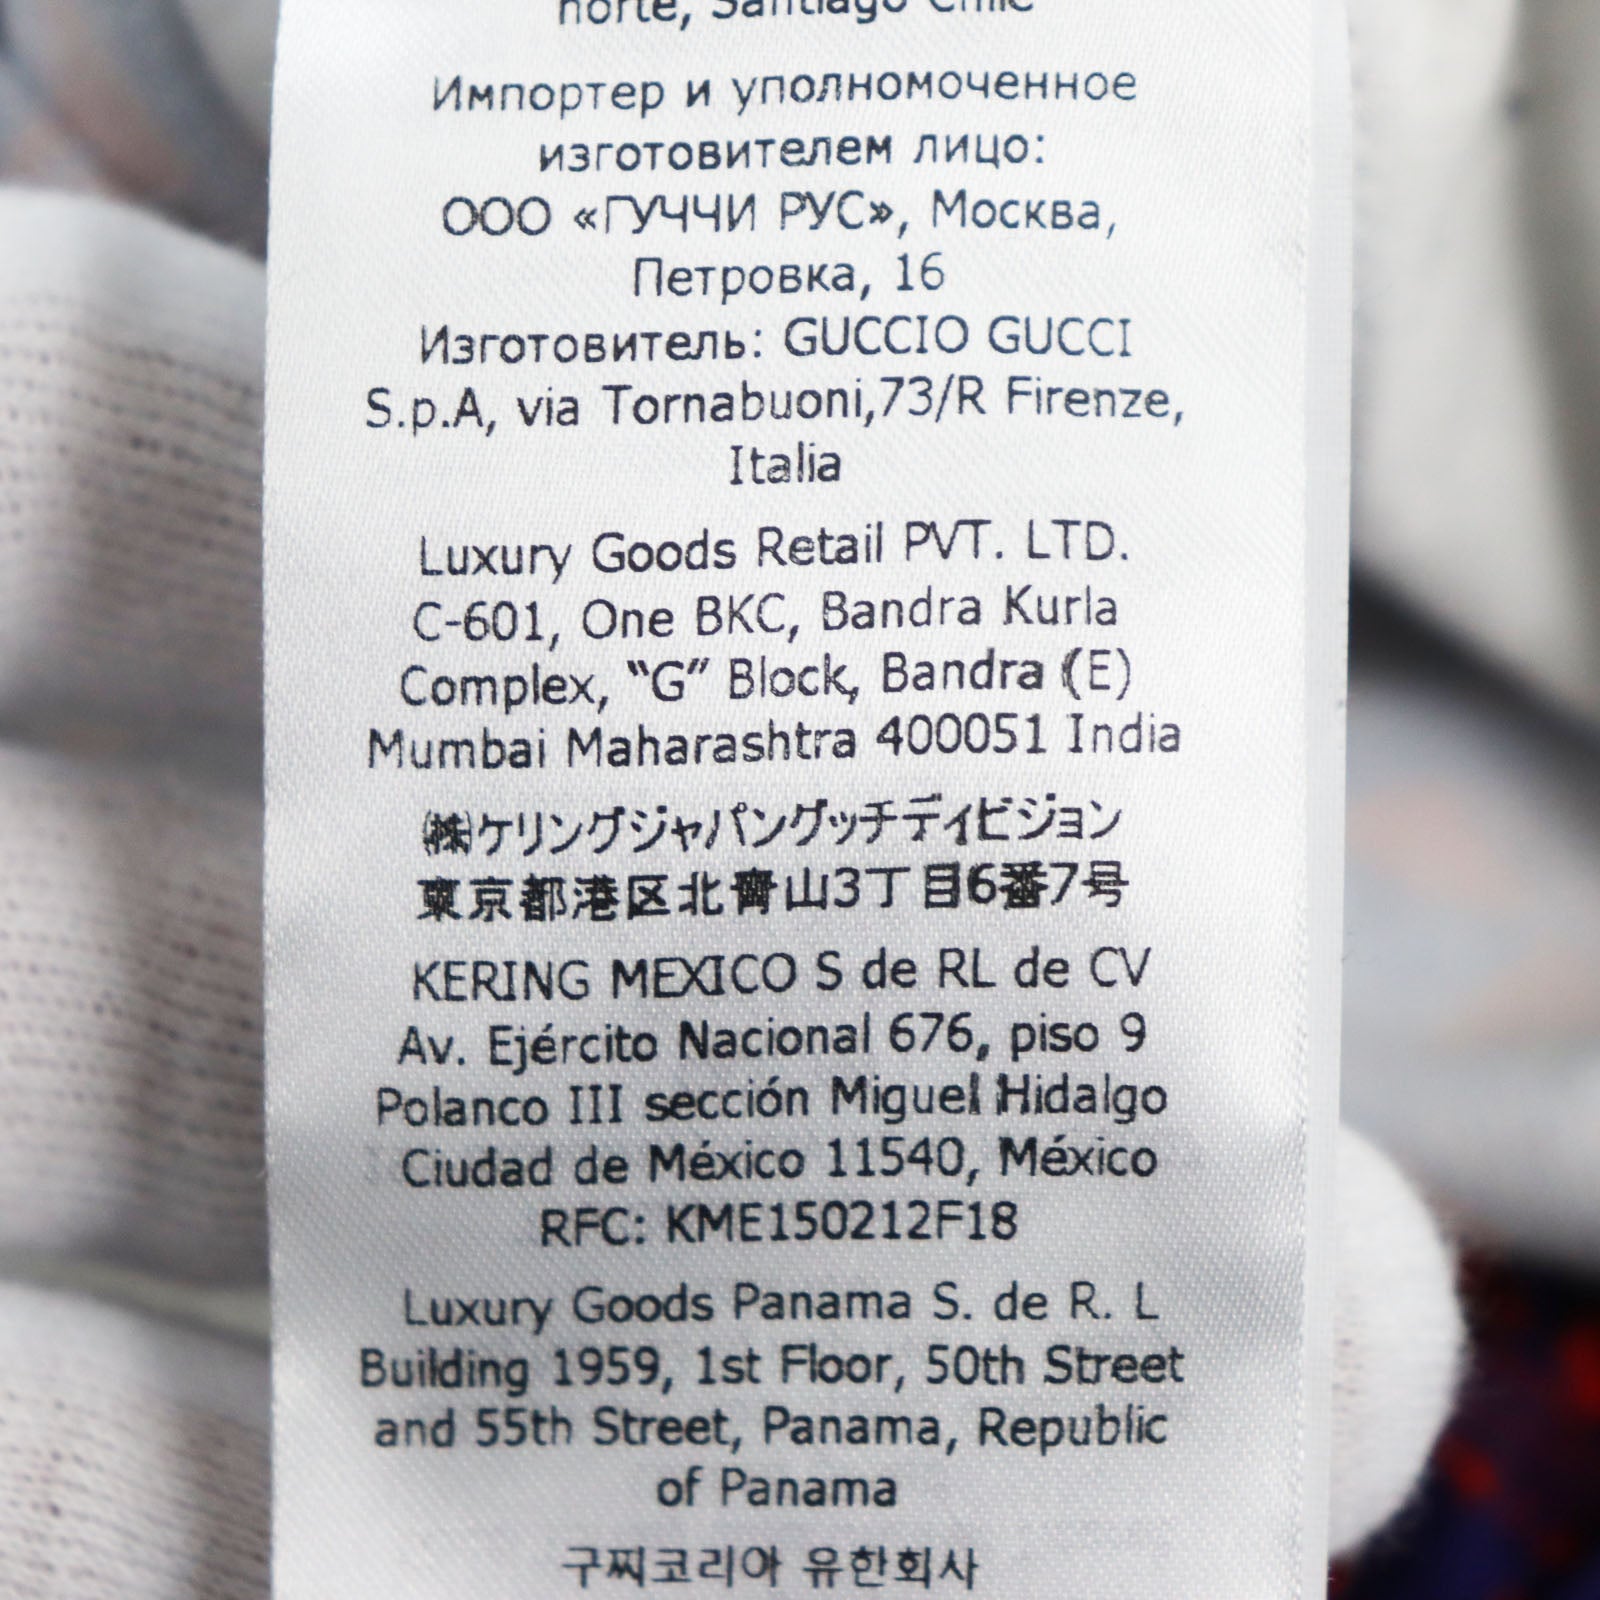 norte, Santiago Chile
Импортер и уполномоченное
изготовителем лицо:
ООО «ГУЧЧИ РУС», Москва,
Петровка, 16
Изготовитель: GUCCIO GUCCI
S.p.A, via Tornabuoni,73/R Firenze,
Italia
Luxury Goods Retail PVT. LTD.
C-601, One BKC, Bandra Kurla
Complex, “G” Block, Bandra (E)
Mumbai Maharashtra 400051 India
㈱ケリングジャパングッチディビジョン
東京都港区北青山3丁目6番7号
KERING MEXICO S de RL de CV
Av. Ejército Nacional 676, piso 9
Polanco III sección Miguel Hidalgo
Ciudad de México 11540, México
RFC: KME150212F18
Luxury Goods Panama S. de R. L
Building 1959, 1st Floor, 50th Street
and 55th Street, Panama, Republic
of Panama
구찌코리아 유한회사